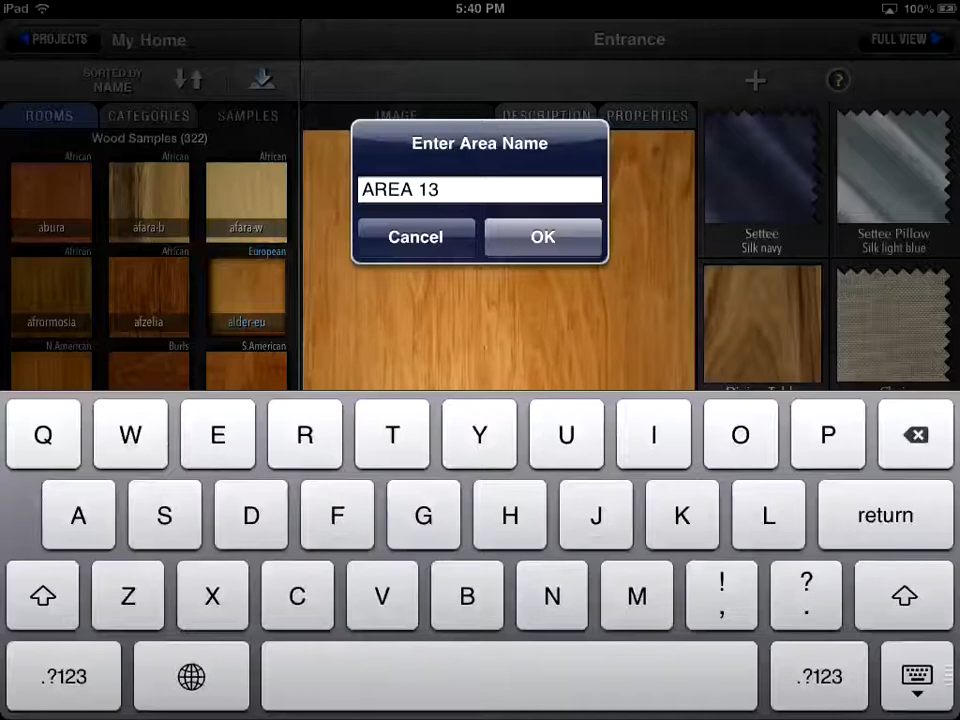 iPad 5:40 PM 100%
PROJECTS My Home Entrance FULL VIEW
SORTED BY
NAME
?
ROOMS CATEGORIES SAMPLES IMAGE DESCRIPTION PROPERTIES
Wood Samples (322)
Enter Area Name
African African African
AREA 13
abura afara-b afara-w
Cancel OK
Settee Settee Pillow
Silk navy Silk light blue
African African European
afrormosia afzelia alder-eu
N.American Burls S.American
Q W E R T Y U I O P
A S D F G H J K L return
Z X C V B N M ! , ? .
.?123 .?123